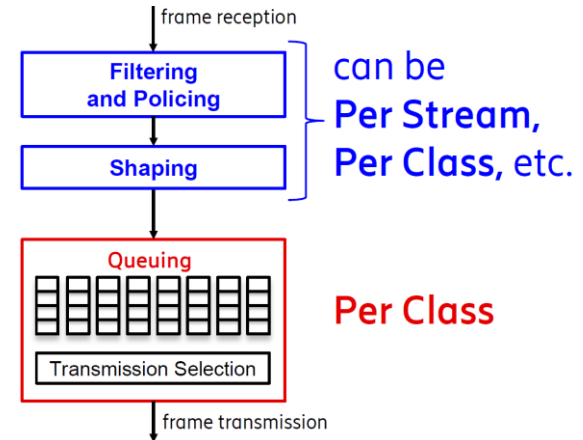 frame reception
Filtering
and Policing
can be
Per Stream,
Per Class, etc.
Shaping
Queuing
Per Class
Transmission Selection
frame transmission